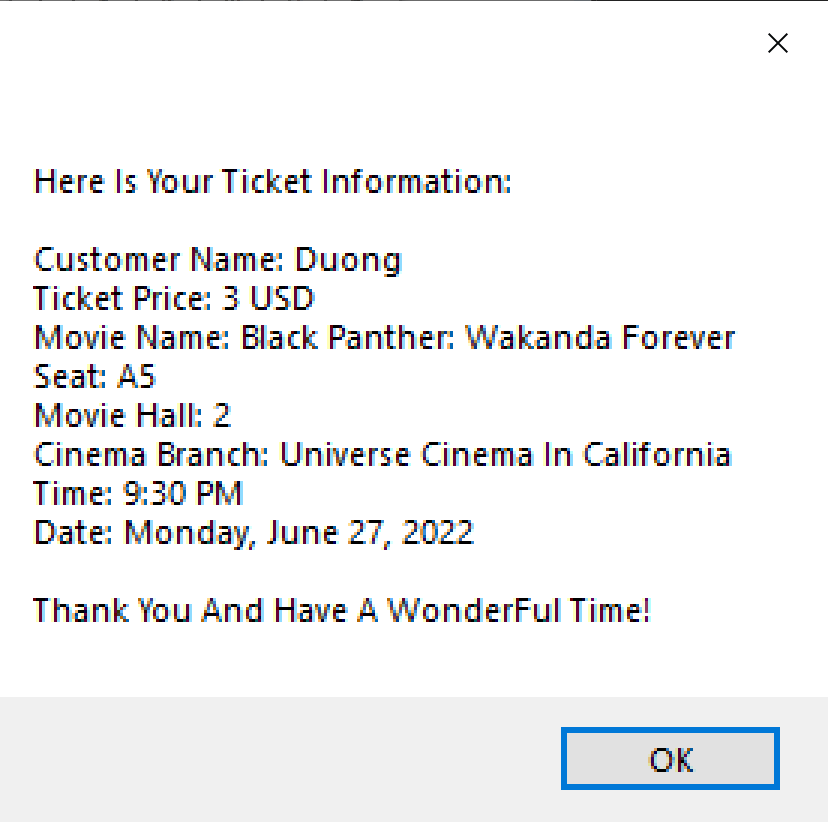 Here Is Your Ticket Information:
Customer Name: Duong
Ticket Price: 3 USD
Movie Name: Black Panther: Wakanda Forever
Seat: A5
Movie Hall: 2
Cinema Branch: Universe Cinema In California
Time: 9:30 PM
Date: Monday, June 27, 2022
Thank You And Have A WonderFul Time!
OK